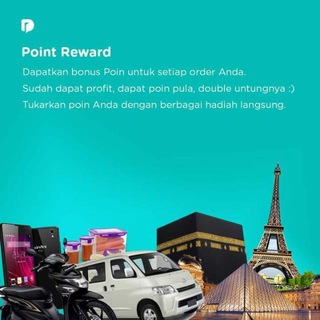 Point Reward
Dapatkan bonus Poin untuk setiap order Anda.
Sudah dapat profit, dapat poin pula, double untungnya :)
Tukarkan poin Anda dengan berbagai hadiah langsung.